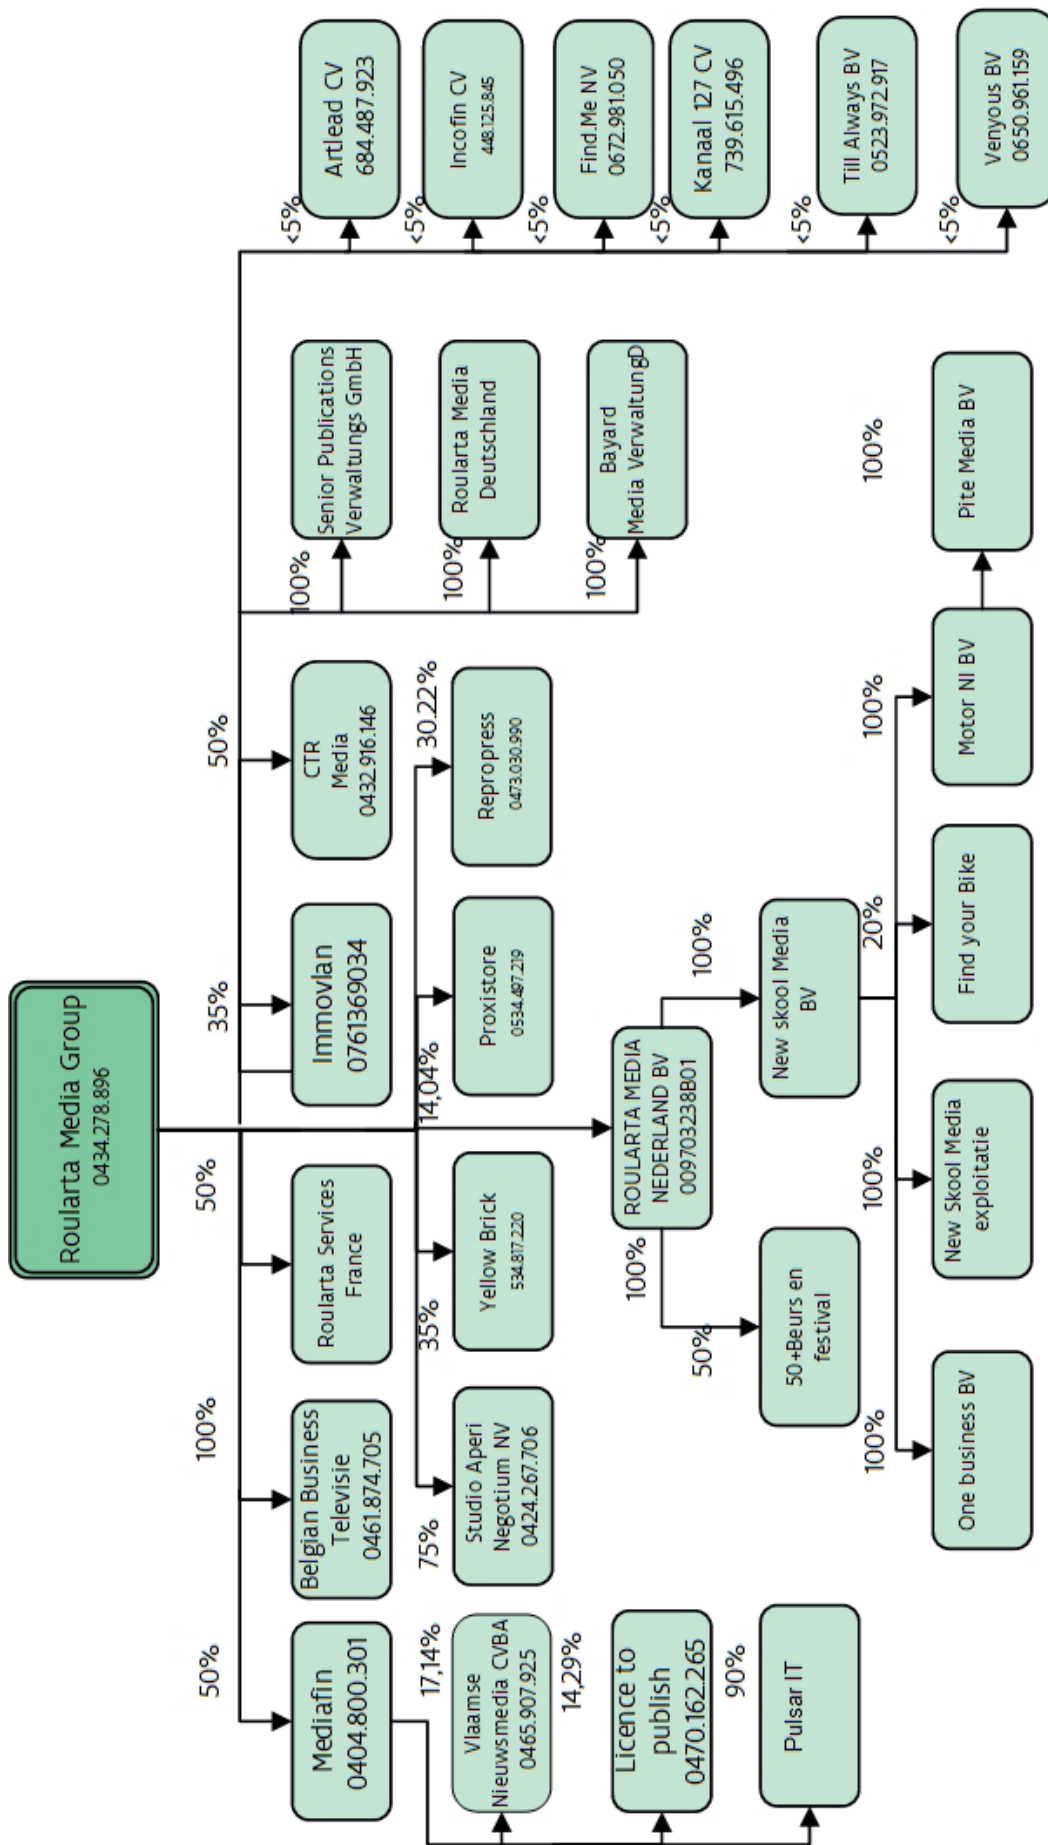 Roularta Media Group
0434.278.896
50%
100%
50%
35%
50%
Mediafin
0404.800.301
Belgian Business
Televisie
0461.874.705
Roularta Services
France
Immovlan
0761369034
CTR
Media
0432.916.146
100%
Senior Publications
Verwaltungs GmbH
100%
Roularta Media
Deutschland
100%
Bayard
Media VerwaltungD
<5%
Artlead CV
684.487.923
<5%
Incofin CV
448.125.845
<5%
Find.Me NV
0672.981.050
<5%
Kanaal 127 CV
739.615.496
<5%
Till Always BV
0523.972.917
<5%
Venyous BV
0650.961.159
17,14%
Vlaamse
Nieuwsmedia CVBA
0465.907.925
14,29%
Licence to
publish
0470.162.265
90%
Pulsar IT
75%
Studio Aperi
Negotium NV
0424.267.706
35%
Yellow Brick
534.817.220
14,04%
Proxistore
0534.497.219
30.22%
Repropress
0473.030.990
100%
ROULARTA MEDIA
NEDERLAND BV
009703238B01
50%
50+Beurs en
festival
100%
New skool Media
BV
100%
One business BV
100%
New Skool Media
exploitatie
20%
Find your Bike
100%
Motor NI BV
100%
Pite Media BV